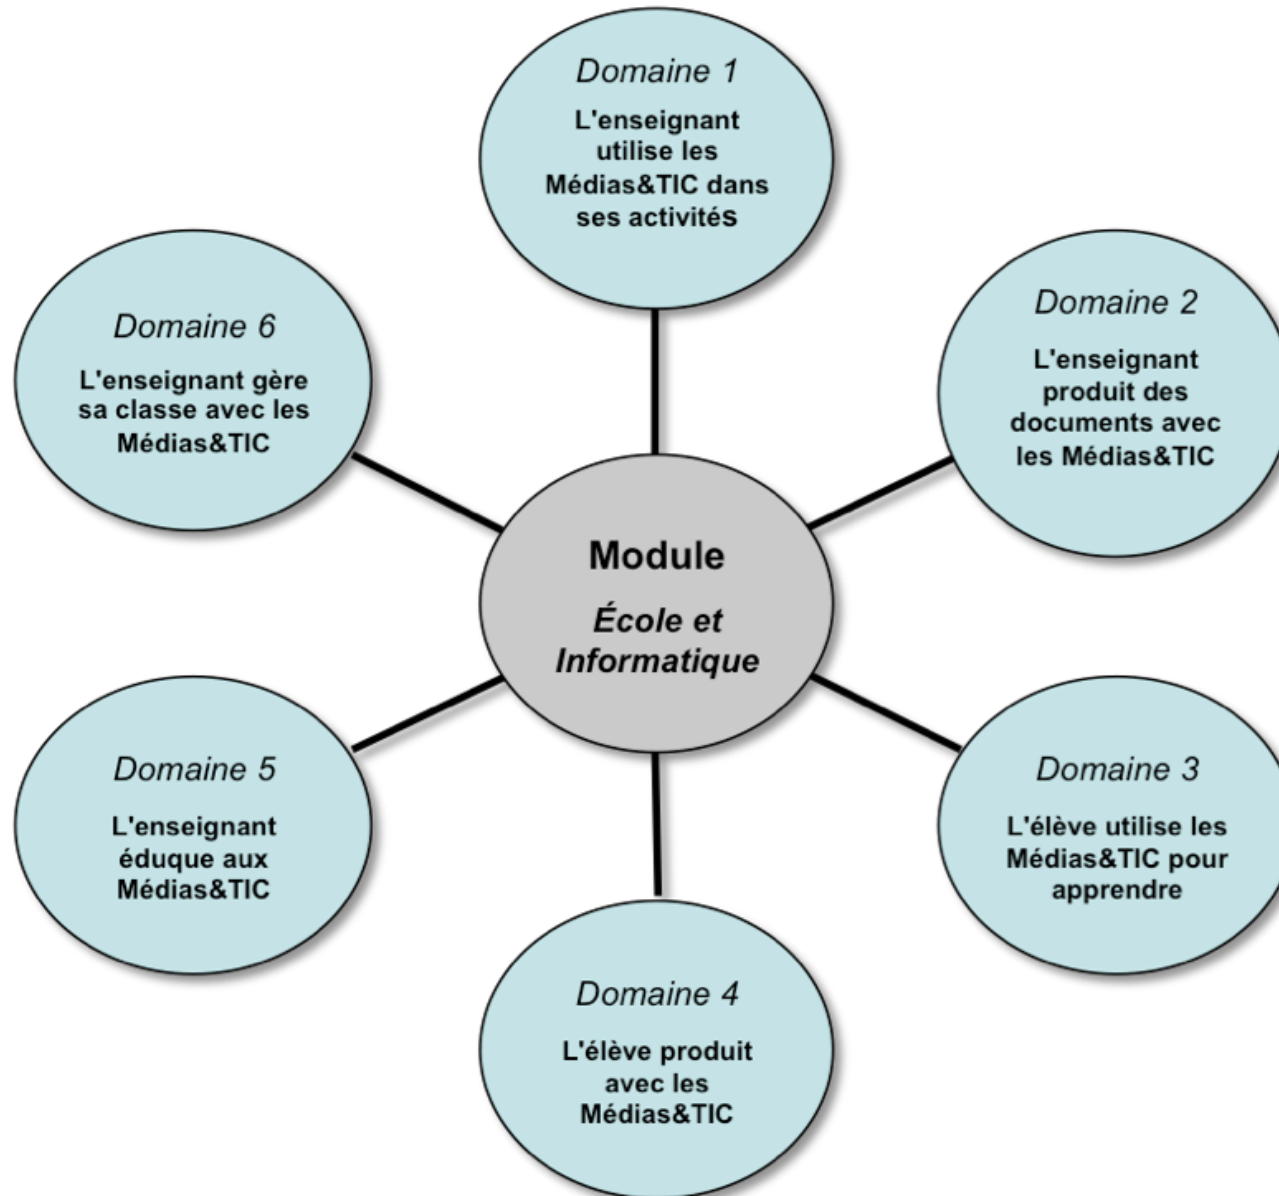 Domaine 1
L'enseignant
utilise les
Médias&TIC dans
ses activités
Domaine 2
L'enseignant
produit des
documents avec
les Médias&TIC
Domaine 3
L'élève utilise les
Médias&TIC pour
apprendre
Domaine 4
L'élève produit
avec les
Médias&TIC
Domaine 5
L'enseignant
éduque aux
Médias&TIC
Domaine 6
L'enseignant gère
sa classe avec les
Médias&TIC
Module
École et
Informatique